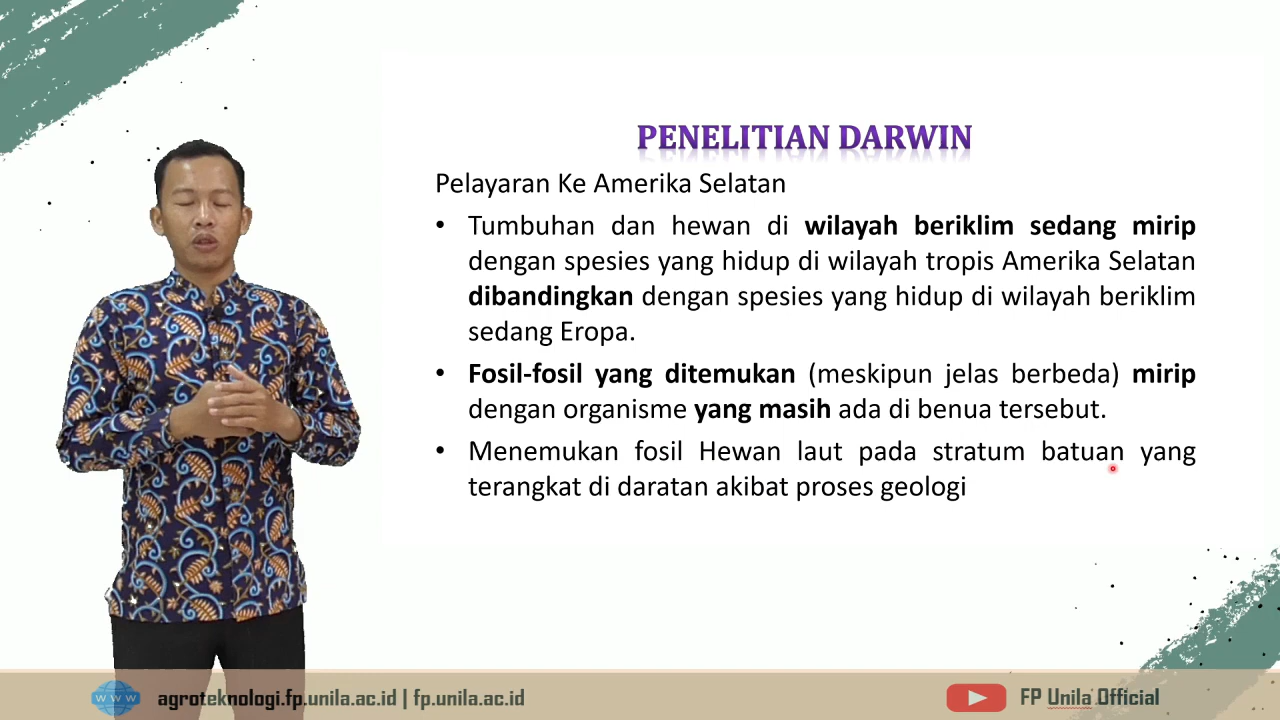 PENELITIAN DARWIN
Pelayaran Ke Amerika Selatan
• Tumbuhan dan hewan di wilayah beriklim sedang mirip
dengan spesies yang hidup di wilayah tropis Amerika Selatan
dibandingkan dengan spesies yang hidup di wilayah beriklim
sedang Eropa.
• Fosil-fosil yang ditemukan (meskipun jelas berbeda) mirip
dengan organisme yang masih ada di benua tersebut.
• Menemukan fosil Hewan laut pada stratum batuan yang
terangkat di daratan akibat proses geologi
WWW agroteknologi.fp.unila.ac.id | fp.unila.ac.id
FP Unila Official